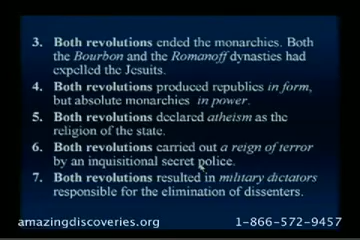 3. Both revolutions ended the monarchies. Both
the Bourbon and the Romanoff dynasties had
expelled the Jesuits.
4. Both revolutions produced republics in form,
but absolute monarchies in power.
5. Both revolutions declared atheism as the
religion of the state.
6. Both revolutions carried out a reign of terror
by an inquisitional secret police.
7. Both revolutions resulted in military dictators
responsible for the elimination of dissenters.
amazingdiscoveries.org 1-866-572-9457